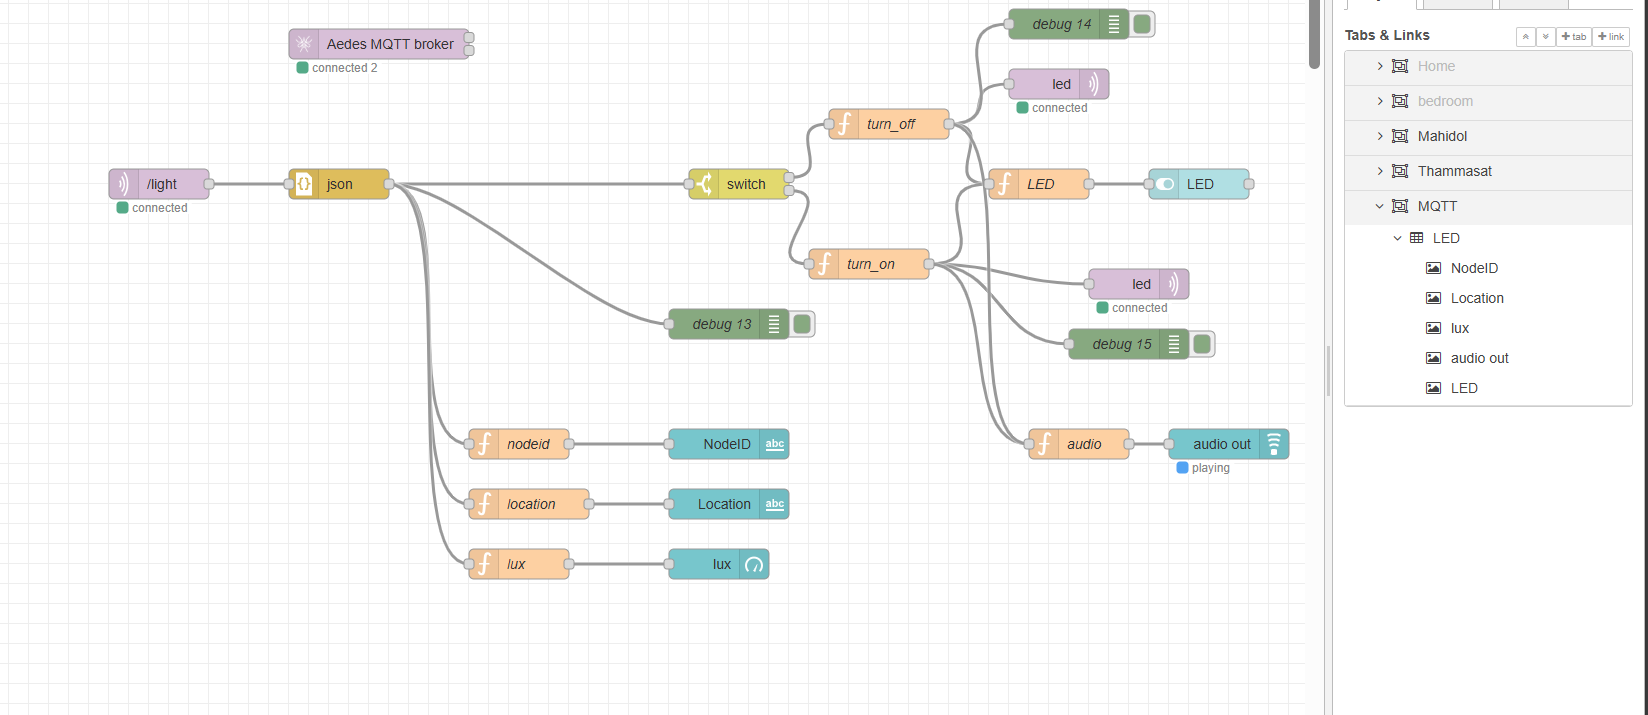 Aedes MQTT broker
connected 2
/light
connected
json
switch
turn_off
turn_on
debug 14
led
connected
LED
LED
led
connected
debug 13
debug 15
nodeid
NodeID
abc
location
Location
abc
lux
lux
audio
audio out
playing
Tabs & Links
tab
link
Home
bedroom
Mahidol
Thammasat
MQTT
LED
NodeID
Location
lux
audio out
LED